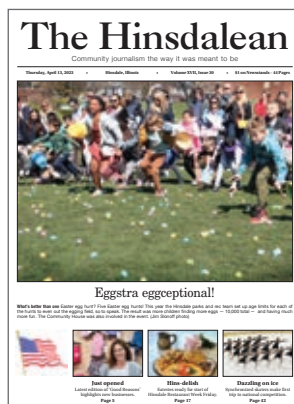 The Hinsdalean
Community journalism the way it was meant to be
Thursday, April 13, 2023 • Hinsdale, Illinois • Volume XVII, Issue 30 • $1 on Newsstands - 44 Pages
Eggstra eggceptional!
What's better than one Easter egg hunt? Five Easter egg hunts! This year the Hinsdale parks and rec team set up age limits for each of
the hunts to even out the egging field, so to speak. The result was more children finding more eggs — 10,000 total — and having much
more fun. The Community House was also involved in the event. (Jim Slonoff photo)
Just opened
Latest edition of 'Good Reasons'
highlights new businesses.
Page 5
Hins-delish
Eateries ready for start of
Hinsdale Restaurant Week Friday.
Page 17
Dazzling on ice
Synchronized skaters make first
trip to national competition.
Page 42